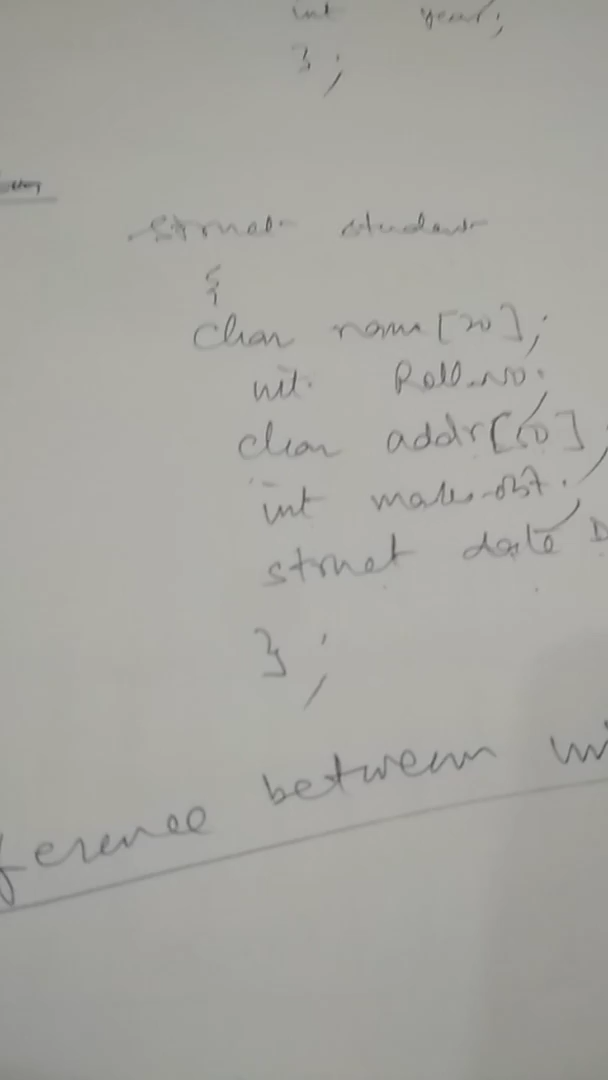 int year;
};
struct student
{
char name[20];
int Roll-No;
char addr[50];
int marks-obt;
struct date D
};
ference between un